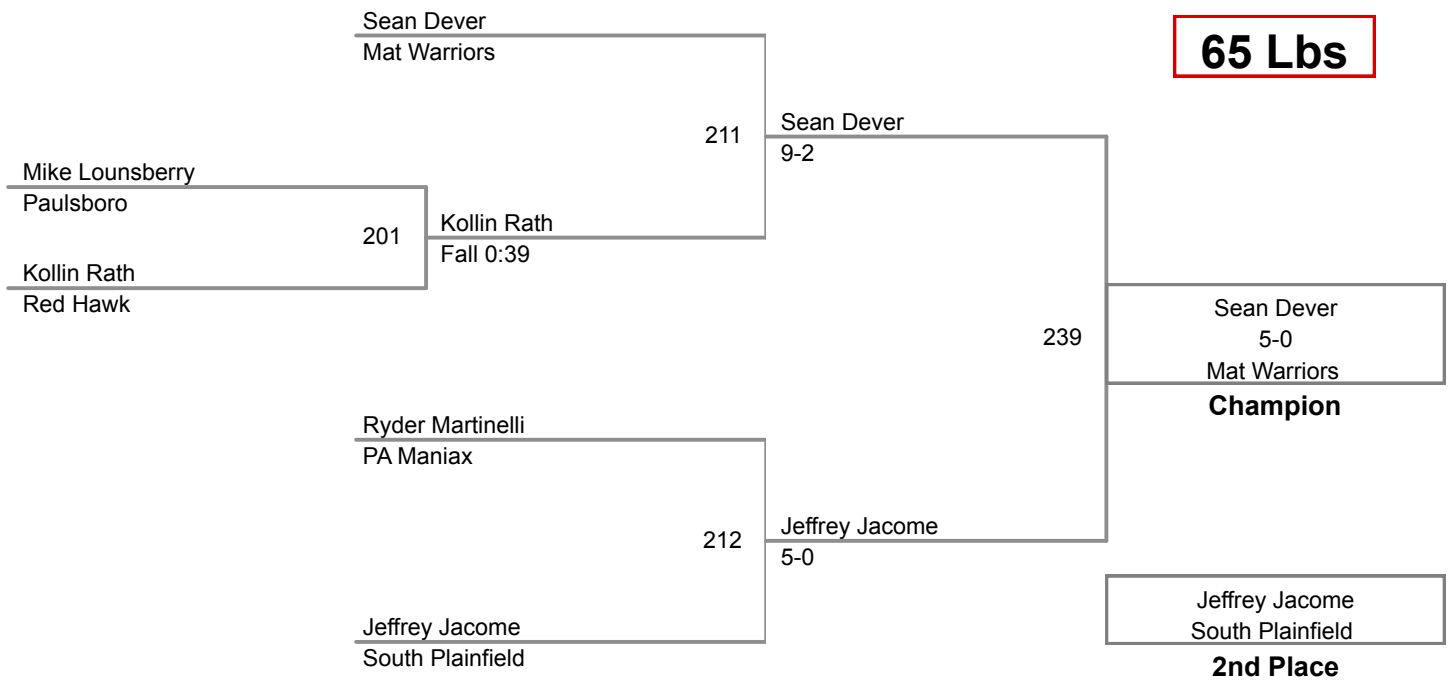 Sean Dever
Mat Warriors
65 Lbs
211
Sean Dever
9-2
Mike Lounsberry
Paulsboro
201
Kollin Rath
Fall 0:39
Kollin Rath
Red Hawk
239
Sean Dever
5-0
Mat Warriors
Champion
Ryder Martinelli
PA Maniax
212
Jeffrey Jacome
5-0
Jeffrey Jacome
South Plainfield
Jeffrey Jacome
South Plainfield
2nd Place